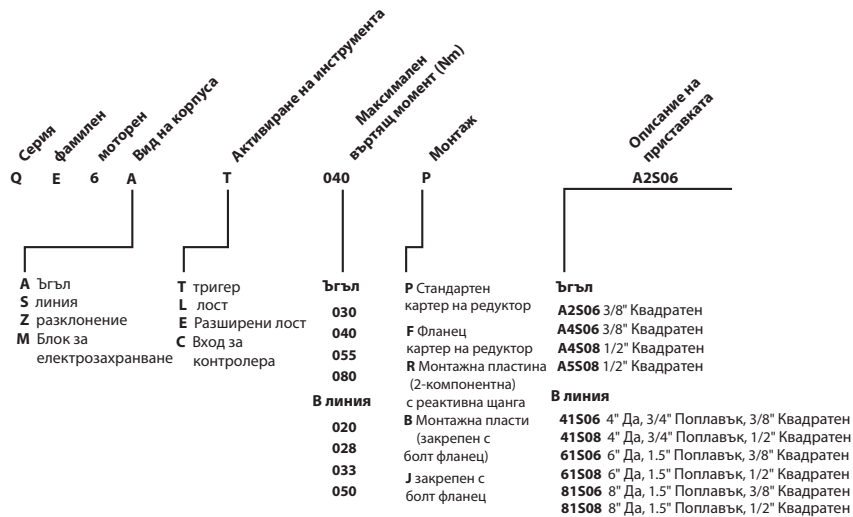 Серия
фамилен
моторен
Вид на корпуса
Активиране на инструмента
Максимален
въртящ момент (Nm)
Монтаж
Описание на
приставката
Q E 6 A T 040 P A2S06
A Ъгъл
S линия
Z разклонение
M Блок за
електрозахранване
T тригер
L лост
E Разширени лост
C Вход за
контролера
Ъгъл
030
040
055
080
В линия
020
028
033
050
P Стандартен
картер на редуктор
F Фланец
картер на редуктор
R Монтажна пластина
(2-компонентна)
с реактивна щанга
B Монтажна пласти
(закрепен с
болт фланец)
J закрепен с
болт фланец
Ъгъл
A2S06 3/8" Квадратен
A4S06 3/8" Квадратен
A4S08 1/2" Квадратен
A5S08 1/2" Квадратен
В линия
41S06 4" Да, 3/4" Поплавък, 3/8" Квадратен
41S08 4" Да, 3/4" Поплавък, 1/2" Квадратен
61S06 6" Да, 1.5" Поплавък, 3/8" Квадратен
61S08 6" Да, 1.5" Поплавък, 1/2" Квадратен
81S06 8" Да, 1.5" Поплавък, 3/8" Квадратен
81S08 8" Да, 1.5" Поплавък, 1/2" Квадратен